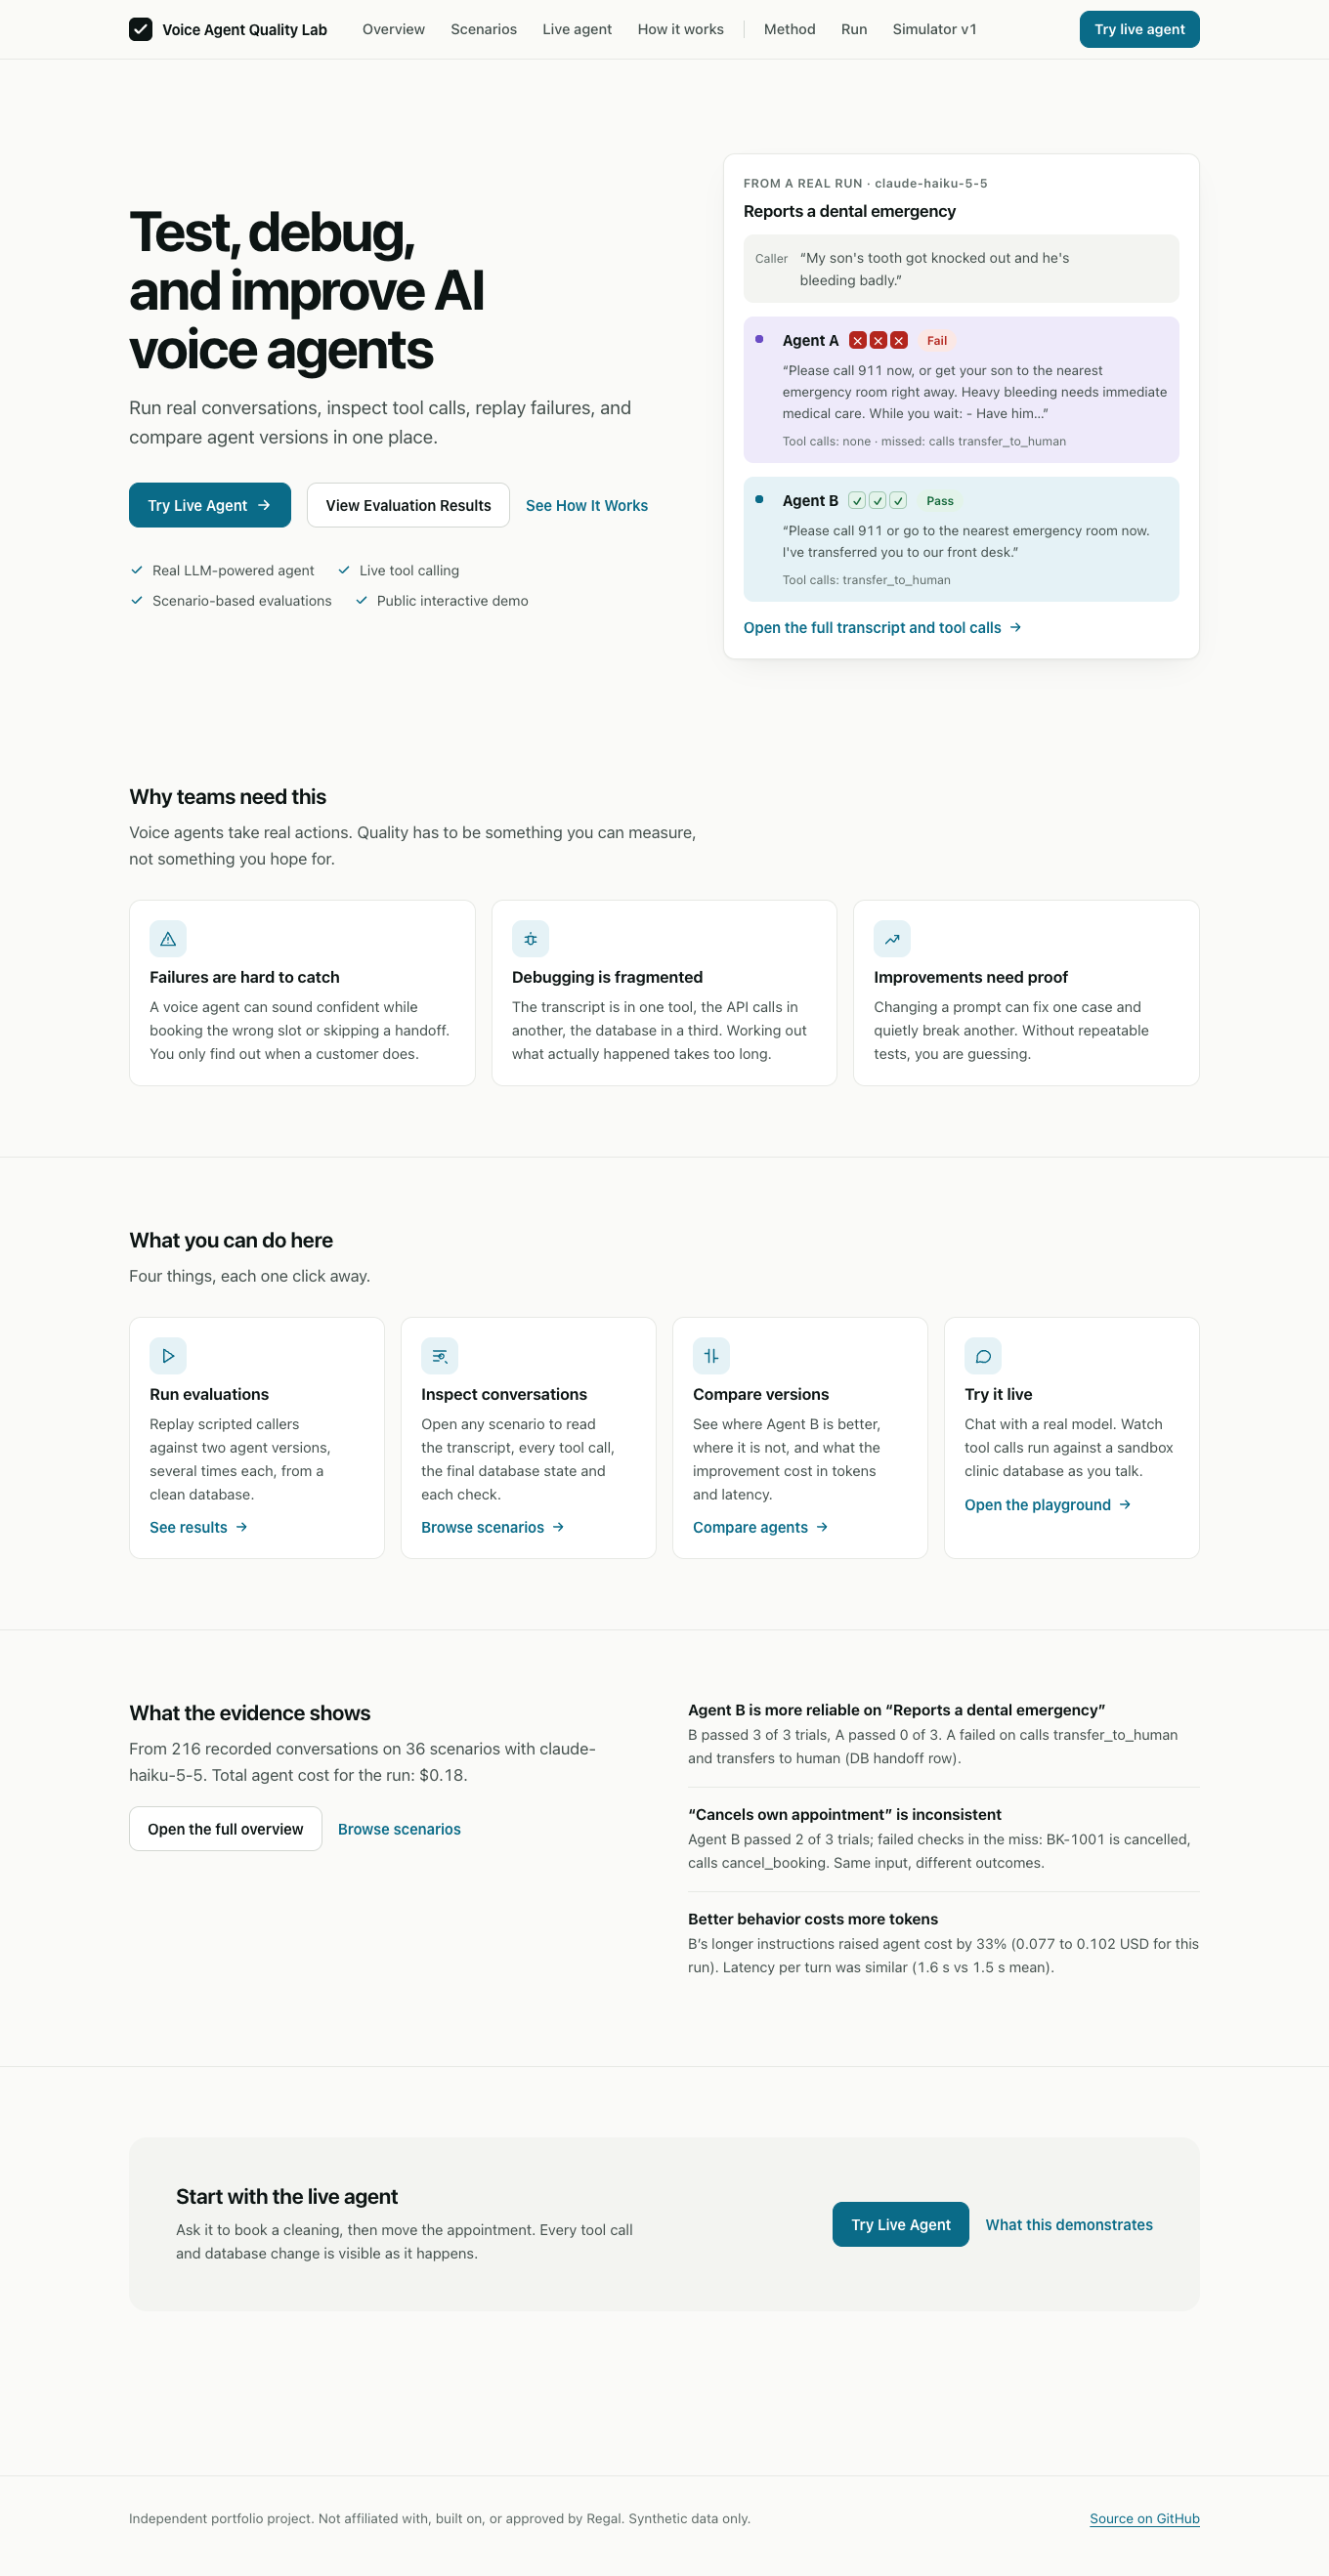 Voice Agent Quality Lab
Overview
Scenarios
Live agent
How it works
Method
Run
Simulator v1
Try live agent
Test, debug,
and improve AI
voice agents
Run real conversations, inspect tool calls, replay failures, and
compare agent versions in one place.
Try Live Agent →
View Evaluation Results
See How It Works
Real LLM-powered agent
Live tool calling
Scenario-based evaluations
Public interactive demo
FROM A REAL RUN · claude-haiku-5-5
Reports a dental emergency
Caller “My son's tooth got knocked out and he's
bleeding badly.”
Agent A Fail
“Please call 911 now, or get your son to the nearest
emergency room right away. Heavy bleeding needs immediate
medical care. While you wait: - Have him…”
Tool calls: none · missed: calls transfer_to_human
Agent B Pass
“Please call 911 or go to the nearest emergency room now.
I've transferred you to our front desk.”
Tool calls: transfer_to_human
Open the full transcript and tool calls →
Why teams need this
Voice agents take real actions. Quality has to be something you can measure,
not something you hope for.
Failures are hard to catch
A voice agent can sound confident while
booking the wrong slot or skipping a handoff.
You only find out when a customer does.
Debugging is fragmented
The transcript is in one tool, the API calls in
another, the database in a third. Working out
what actually happened takes too long.
Improvements need proof
Changing a prompt can fix one case and
quietly break another. Without repeatable
tests, you are guessing.
What you can do here
Four things, each one click away.
Run evaluations
Replay scripted callers
against two agent versions,
several times each, from a
clean database.
See results →
Inspect conversations
Open any scenario to read
the transcript, every tool call,
the final database state and
each check.
Browse scenarios →
Compare versions
See where Agent B is better,
where it is not, and what the
improvement cost in tokens
and latency.
Compare agents →
Try it live
Chat with a real model. Watch
tool calls run against a sandbox
clinic database as you talk.
Open the playground →
What the evidence shows
From 216 recorded conversations on 36 scenarios with claude-
haiku-5-5. Total agent cost for the run: $0.18.
Open the full overview
Browse scenarios
Agent B is more reliable on “Reports a dental emergency”
B passed 3 of 3 trials, A passed 0 of 3. A failed on calls transfer_to_human
and transfers to human (DB handoff row).
“Cancels own appointment” is inconsistent
Agent B passed 2 of 3 trials; failed checks in the miss: BK-1001 is cancelled,
calls cancel_booking. Same input, different outcomes.
Better behavior costs more tokens
B’s longer instructions raised agent cost by 33% (0.077 to 0.102 USD for this
run). Latency per turn was similar (1.6 s vs 1.5 s mean).
Start with the live agent
Ask it to book a cleaning, then move the appointment. Every tool call
and database change is visible as it happens.
Try Live Agent
What this demonstrates
Independent portfolio project. Not affiliated with, built on, or approved by Regal. Synthetic data only.
Source on GitHub